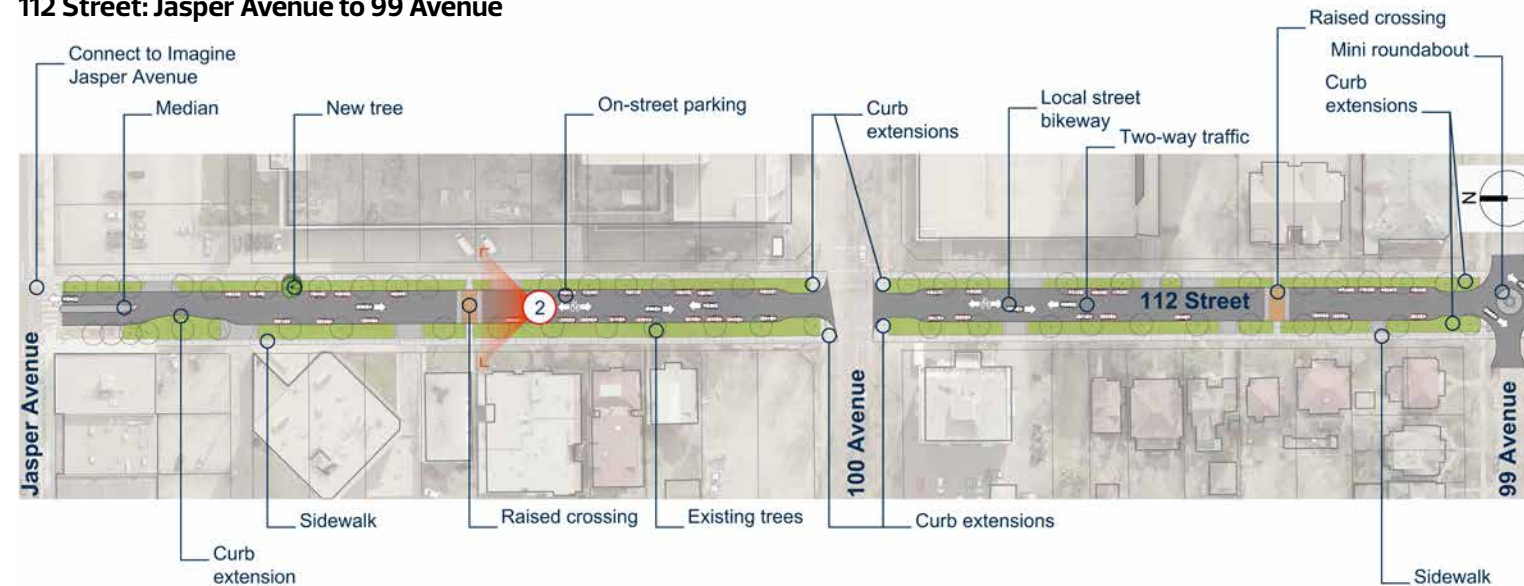 112 Street: Jasper Avenue to 99 Avenue
Connect to Imagine
Jasper Avenue
Median
New tree
On-street parking
Curb
extensions
Local street
bikeway
Two-way traffic
Raised crossing
Mini roundabout
Curb
extensions
N
2
112 Street
Jasper Avenue
100 Avenue
99 Avenue
Sidewalk
Raised crossing
Existing trees
Curb extensions
Curb
extension
Sidewalk